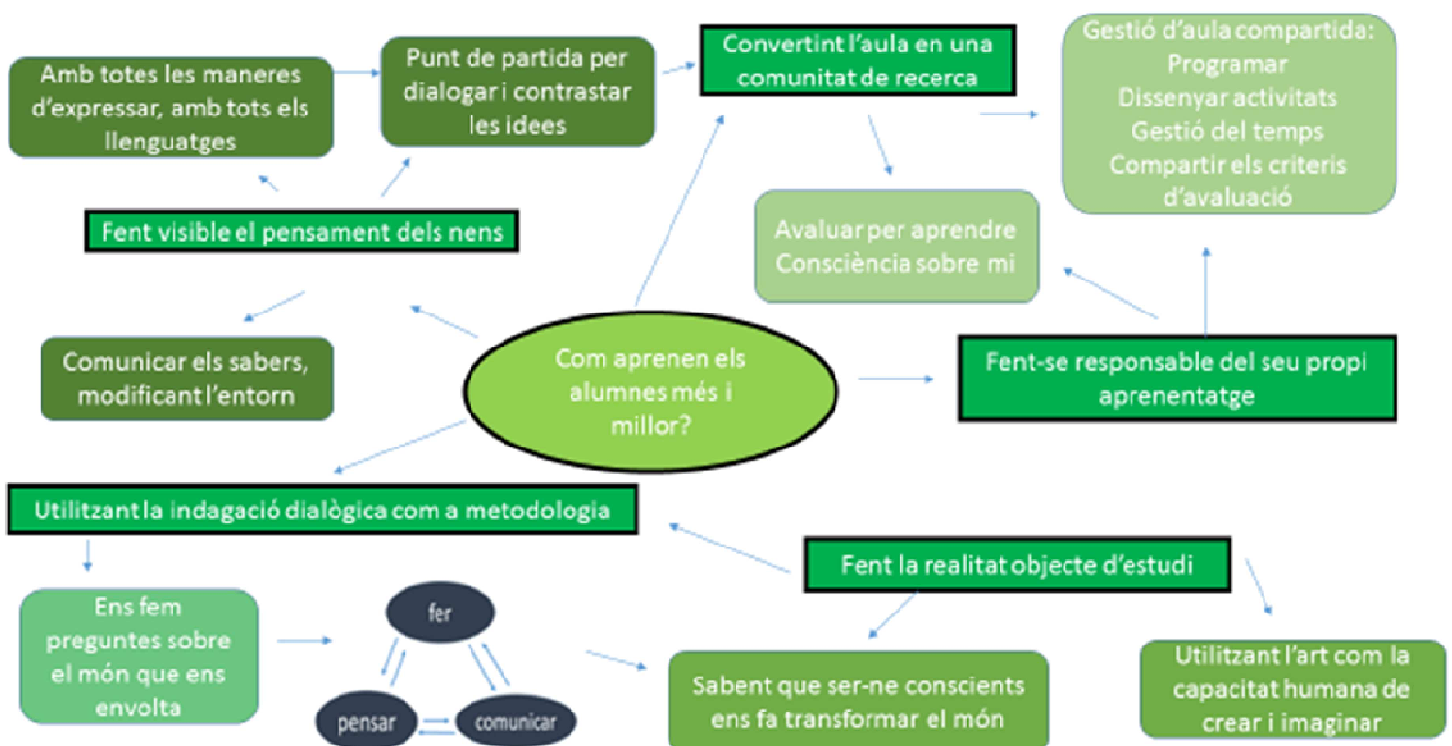 Amb totes les maneres
d'expressar, amb tots els
llenguatges
Punt de partida per
dialogar i contrastar
les idees
Convertint l'aula en una
comunitat de recerca
Gestió d'aula compartida:
Programar
Dissenyar activitats
Gestió del temps
Compartir els criteris
d'avaluació
Fent visible el pensament dels nens
Avaluar per aprendre
Consciència sobre mi
Comunicar els sabers,
modificant l'entorn
Com aprenen els
alumnes més i
millor?
Fent-se responsable del seu propi
aprenentatge
Utilitzant la indagació dialògica com a metodologia
Fent la realitat objecte d'estudi
Ens fem
preguntes sobre
el món que ens
envolta
fer
pensar
comunicar
Sabent que ser-ne conscients
ens fa transformar el món
Utilitzant l'art com la
capacitat humana de
crear i imaginar